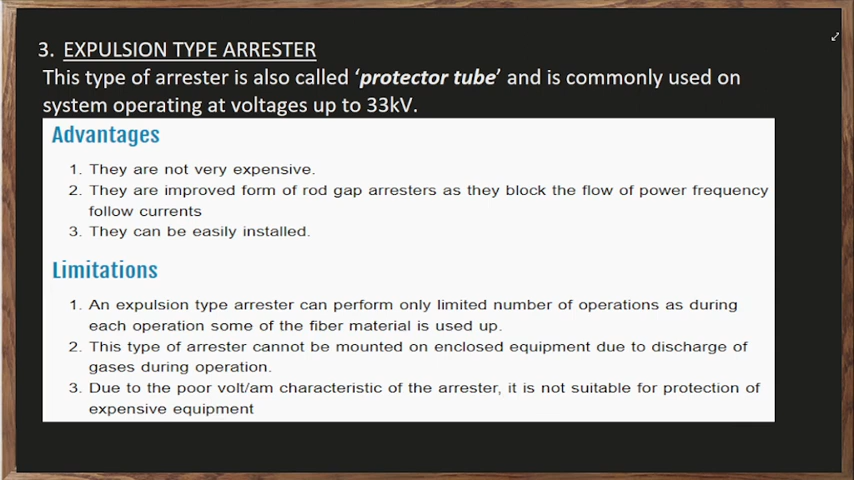 3. EXPULSION TYPE ARRESTER
This type of arrester is also called ‘protector tube’ and is commonly used on
system operating at voltages up to 33kV.
Advantages
1. They are not very expensive.
2. They are improved form of rod gap arresters as they block the flow of power frequency
follow currents
3. They can be easily installed.
Limitations
1. An expulsion type arrester can perform only limited number of operations as during
each operation some of the fiber material is used up.
2. This type of arrester cannot be mounted on enclosed equipment due to discharge of
gases during operation.
3. Due to the poor volt/am characteristic of the arrester, it is not suitable for protection of
expensive equipment